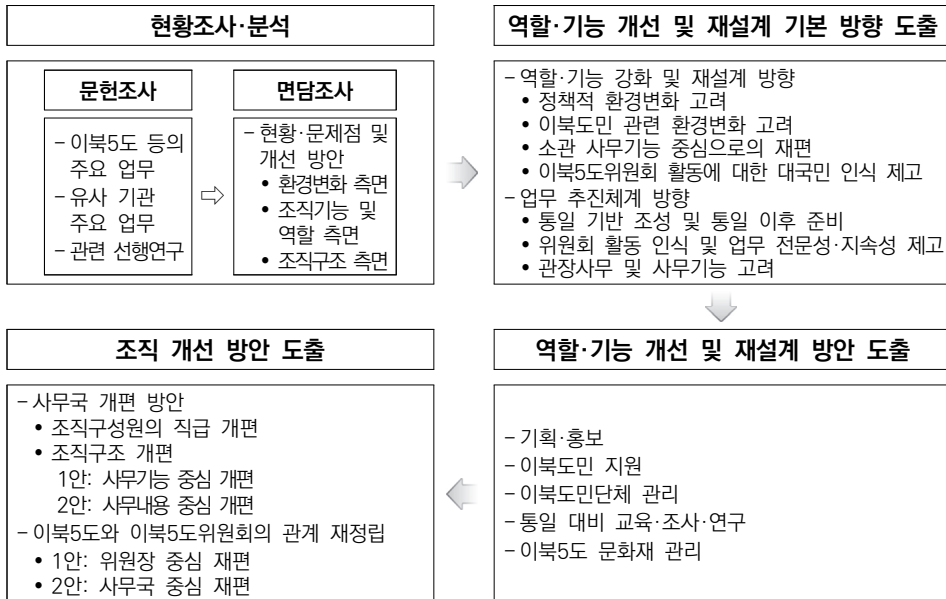 현황조사·분석
문헌조사
– 이북5도 등의
주요 업무
– 유사 기관
주요 업무
– 관련 선행연구
면담조사
– 현황·문제점 및
개선 방안
• 환경변화 측면
• 조직기능 및
역할 측면
• 조직구조 측면
역할·기능 개선 및 재설계 기본 방향 도출
– 역할·기능 강화 및 재설계 방향
• 정책적 환경변화 고려
• 이북도민 관련 환경변화 고려
• 소관 사무기능 중심으로의 재편
• 이북5도위원회 활동에 대한 대국민 인식 제고
– 업무 추진체계 방향
• 통일 기반 조성 및 통일 이후 준비
• 위원회 활동 인식 및 업무 전문성·지속성 제고
• 관장사무 및 사무기능 고려
역할·기능 개선 및 재설계 방안 도출
– 기획·홍보
– 이북도민 지원
– 이북도민단체 관리
– 통일 대비 교육·조사·연구
– 이북5도 문화재 관리
조직 개선 방안 도출
– 사무국 개편 방안
• 조직구성원의 직급 개편
• 조직구조 개편
1안: 사무기능 중심 개편
2안: 사무내용 중심 개편
– 이북5도와 이북5도위원회의 관계 재정립
• 1안: 위원장 중심 재편
• 2안: 사무국 중심 재편